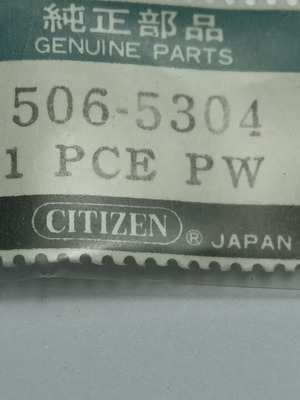 純正部品
GENUINE PARTS
506-5304
1 PCE PW
CITIZEN ® JAPAN